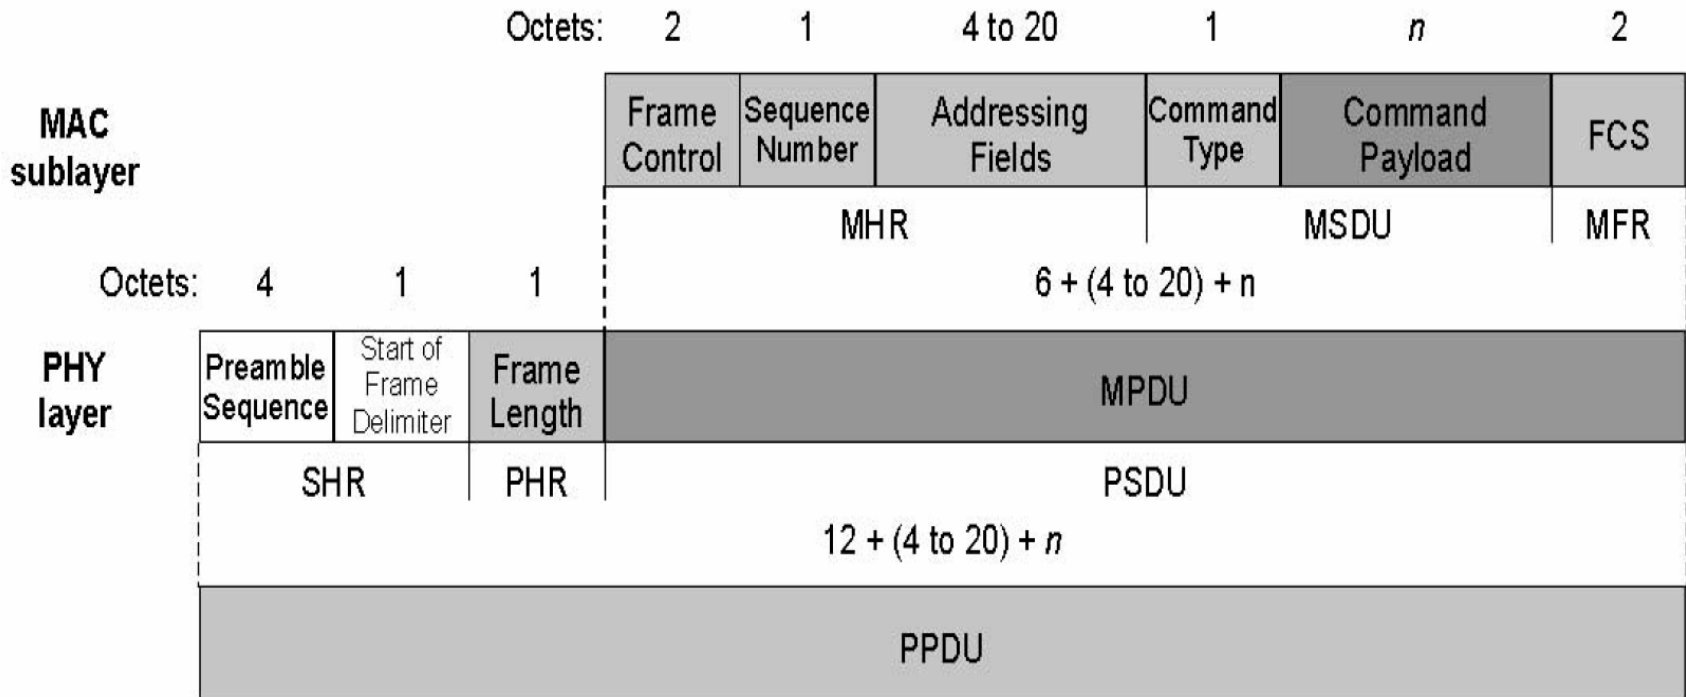 Octets: 2 1 4 to 20 1 n 2
MAC
sublayer
Frame
Control
Sequence
Number
Addressing
Fields
Command
Type
Command
Payload
FCS
MHR MSDU MFR
Octets: 4 1 1 6 + (4 to 20) + n
PHY
layer
Preamble
Sequence
Start of
Frame
Delimiter
Frame
Length
MPDU
SHR PHR PSDU
12 + (4 to 20) + n
PPDU